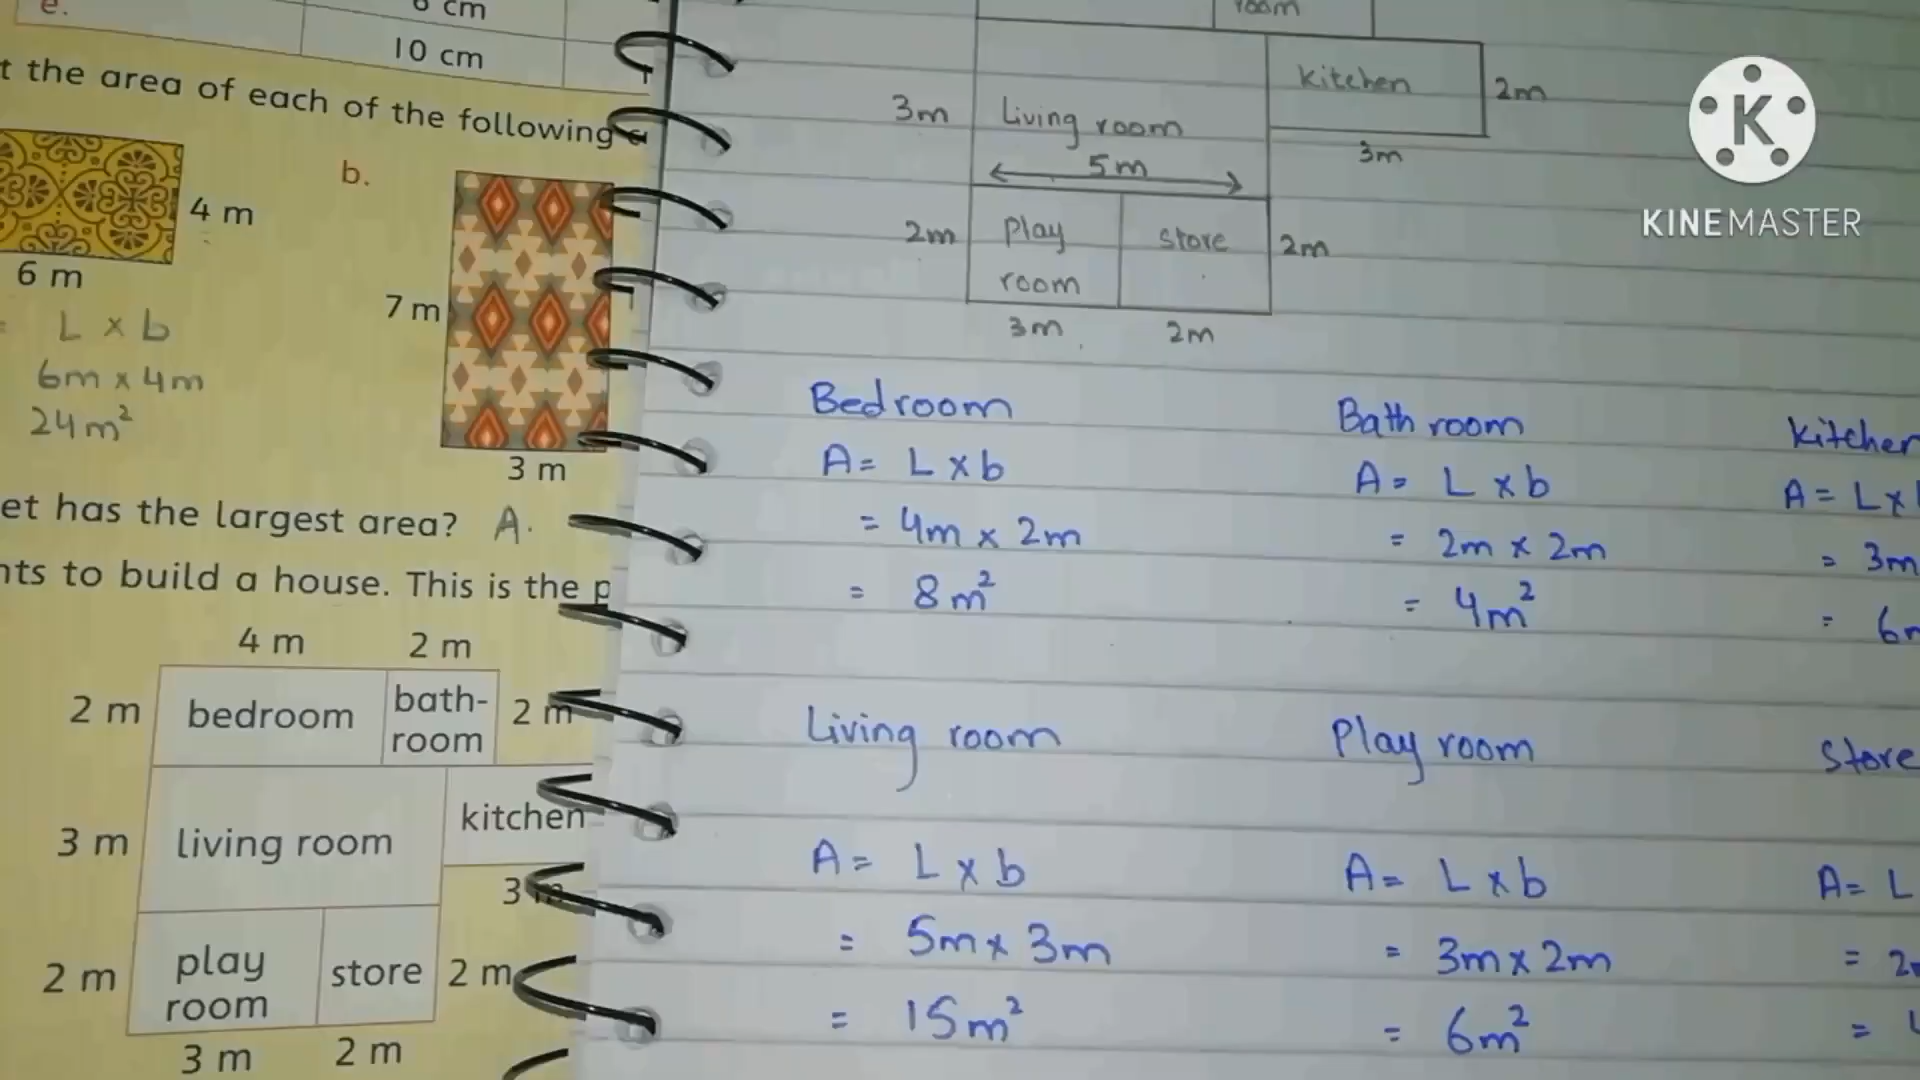 e.
cm
10 cm
t the area of each of the following
4 m
6 m
L x b
6m x 4m
24m²
b.
7 m
3 m
et has the largest area? A.
nts to build a house. This is the p
4 m
2 m
2 m
bedroom
bath-
room
2 m
3 m
living room
kitchen
3 m
2 m
play
room
store
2 m
3 m
2 m
room
kitchen
2m
3m
3m
Living room
5m
2m
Play
room
store
2m
3m
2m
Bedroom
A = L x b
= 4m x 2m
= 8m²
Bath room
A = L x b
= 2m x 2m
= 4m²
kitchen
A = L x
= 3m
= 6m
Living room
A = L x b
= 5m x 3m
= 15m²
Play room
A = L x b
= 3m x 2m
= 6m²
Store
A = L
= 2
=
K
KINEMASTER